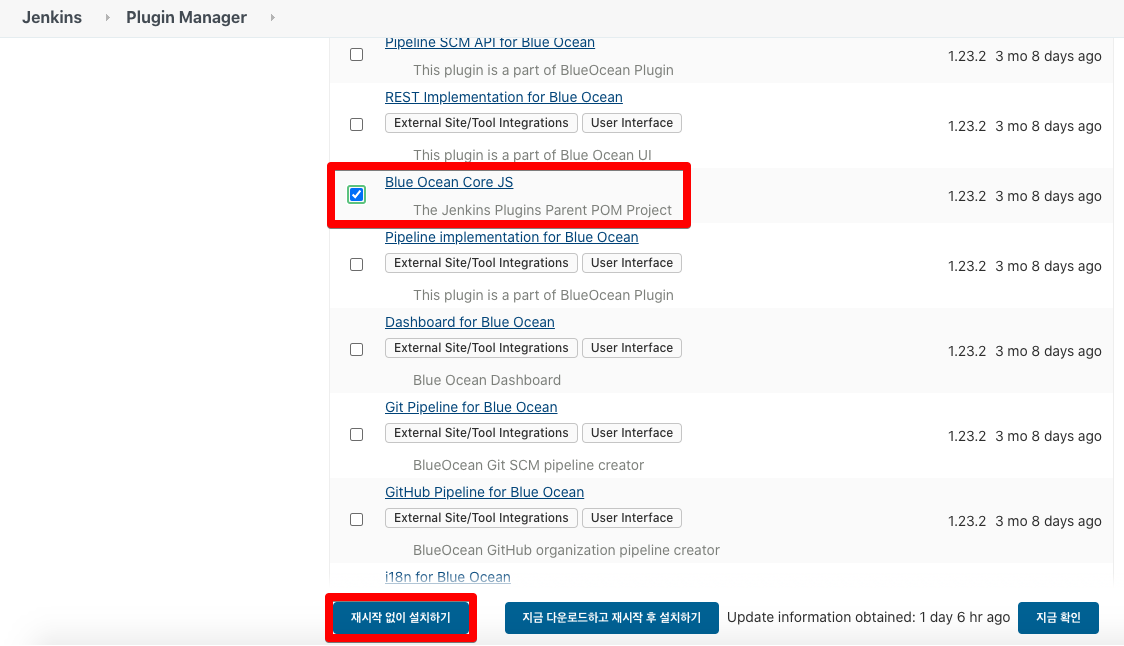 Jenkins Plugin Manager
Pipeline SCM API for Blue Ocean
1.23.2 3 mo 8 days ago
This plugin is a part of BlueOcean Plugin
REST Implementation for Blue Ocean
External Site/Tool Integrations User Interface
1.23.2 3 mo 8 days ago
This plugin is a part of Blue Ocean UI
Blue Ocean Core JS
1.23.2 3 mo 8 days ago
The Jenkins Plugins Parent POM Project
Pipeline implementation for Blue Ocean
External Site/Tool Integrations User Interface
1.23.2 3 mo 8 days ago
This plugin is a part of BlueOcean Plugin
Dashboard for Blue Ocean
External Site/Tool Integrations User Interface
1.23.2 3 mo 8 days ago
Blue Ocean Dashboard
Git Pipeline for Blue Ocean
External Site/Tool Integrations User Interface
1.23.2 3 mo 8 days ago
BlueOcean Git SCM pipeline creator
GitHub Pipeline for Blue Ocean
External Site/Tool Integrations User Interface
1.23.2 3 mo 8 days ago
BlueOcean GitHub organization pipeline creator
i18n for Blue Ocean
재시작 없이 설치하기 지금 다운로드하고 재시작 후 설치하기 Update information obtained: 1 day 6 hr ago 지금 확인